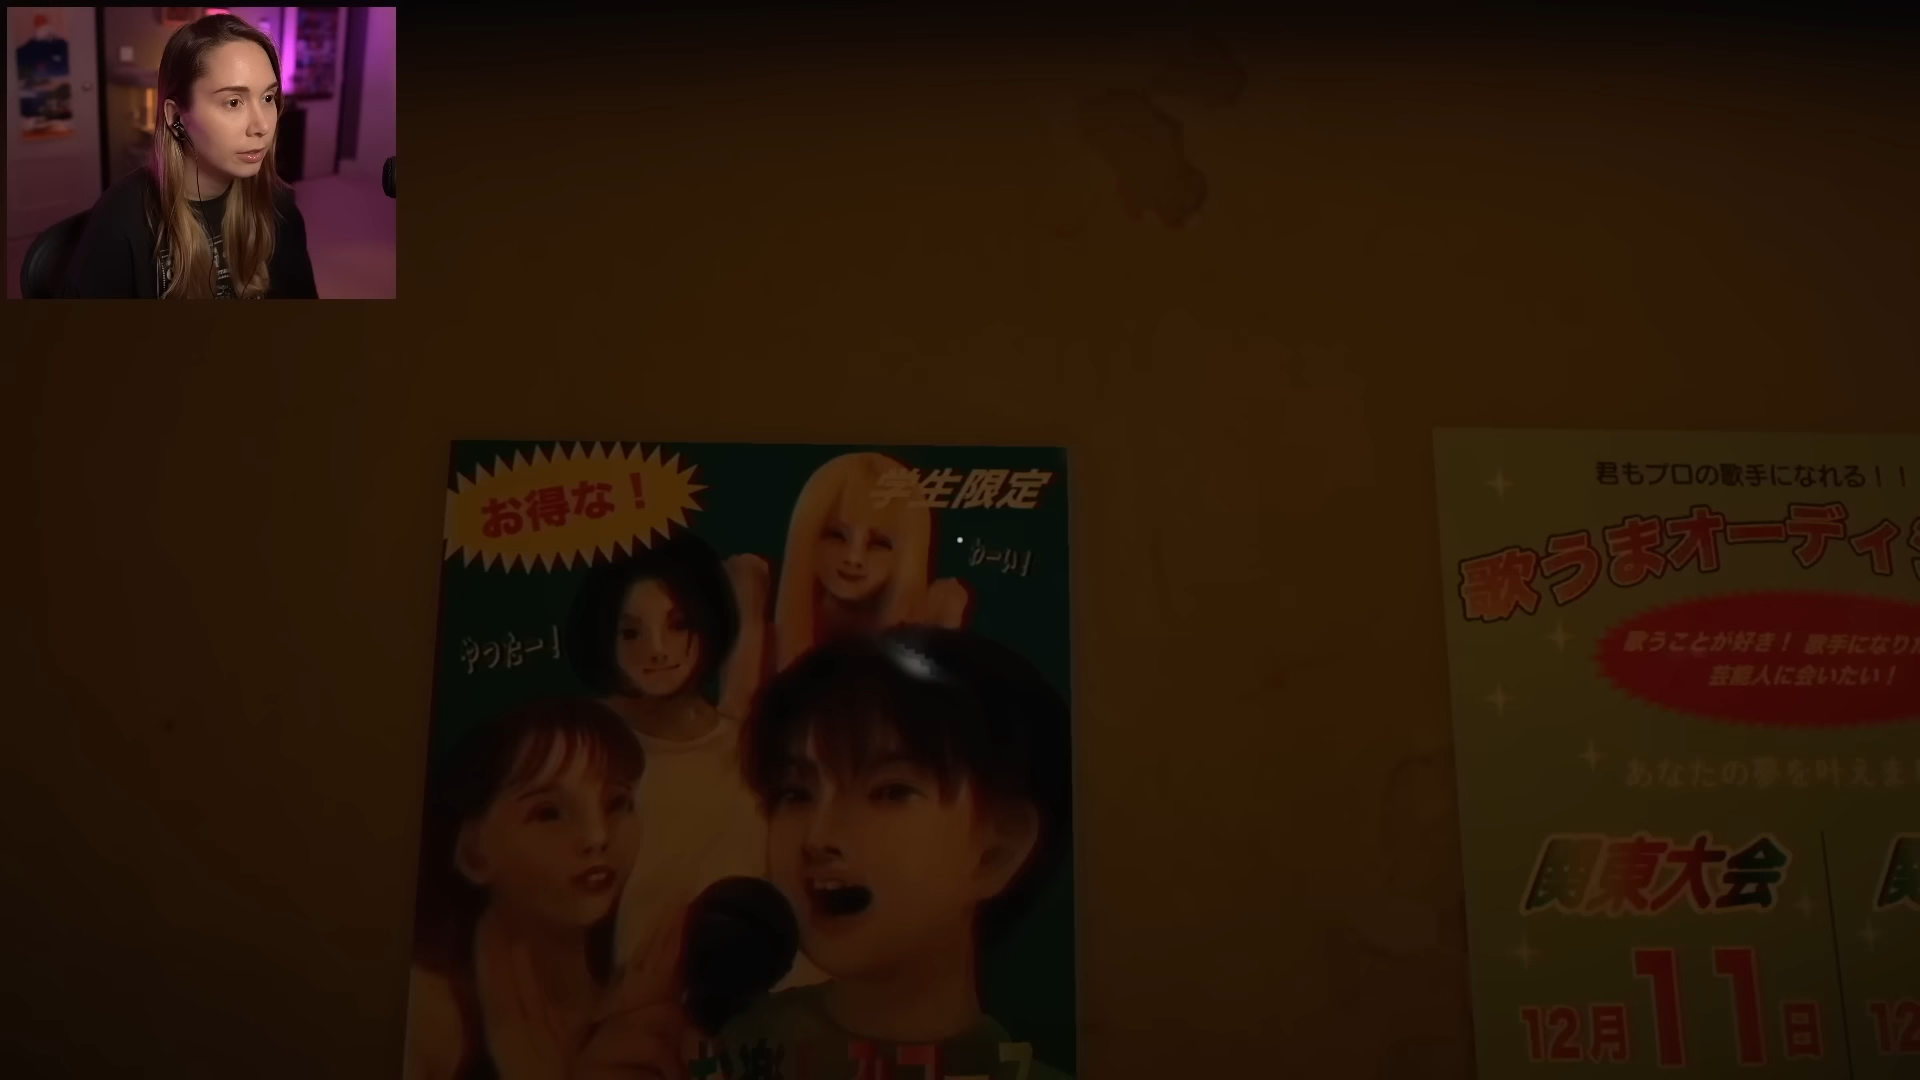 お得な！
学生限定
わーい！
やったー！
君もプロの歌手になれる！！
歌うまオーディ
歌うことが好き！ 歌手になり
芸能人に会いたい！
あなたの夢を叶えま
関東大会
12月11日
12